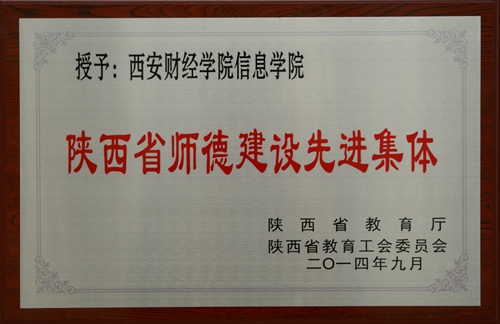 授予：西安财经学院信息学院
陕西省师德建设先进集体
陕西省教育厅
陕西省教育工会委员会
二〇一四年九月